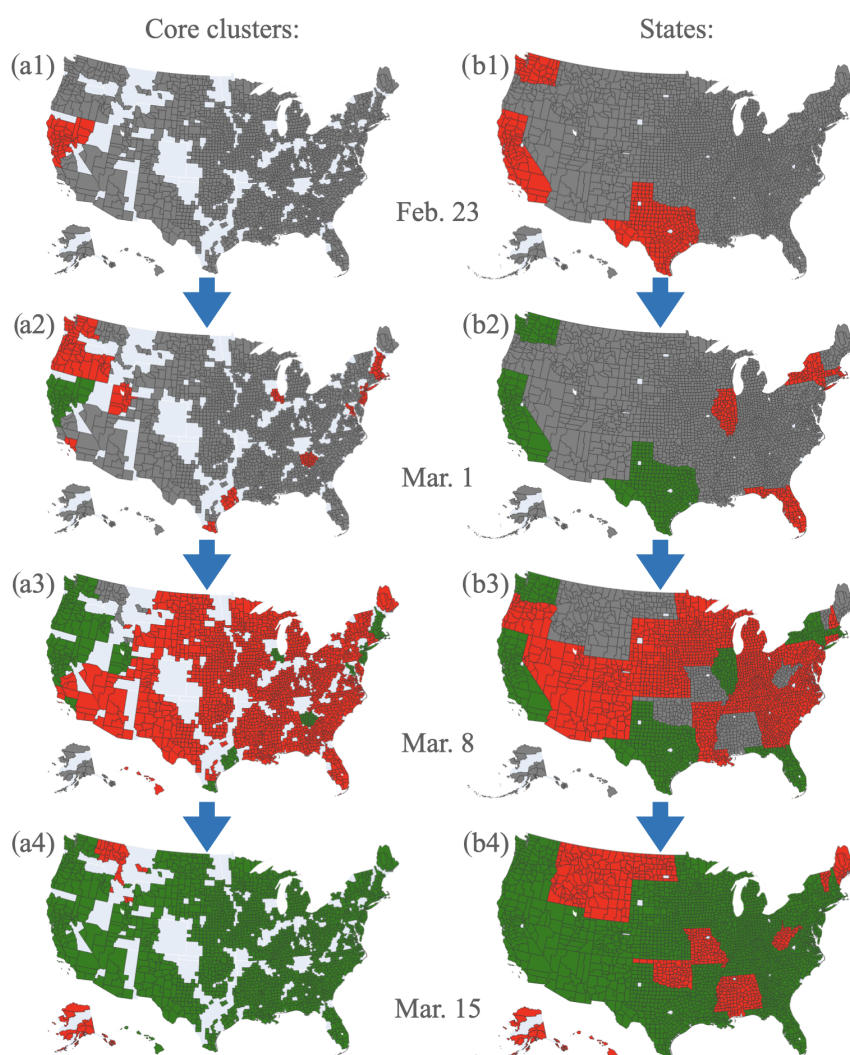 Core clusters:
States:
(a1)
(b1)
Feb. 23
(a2)
(b2)
Mar. 1
(a3)
(b3)
Mar. 8
(a4)
(b4)
Mar. 15